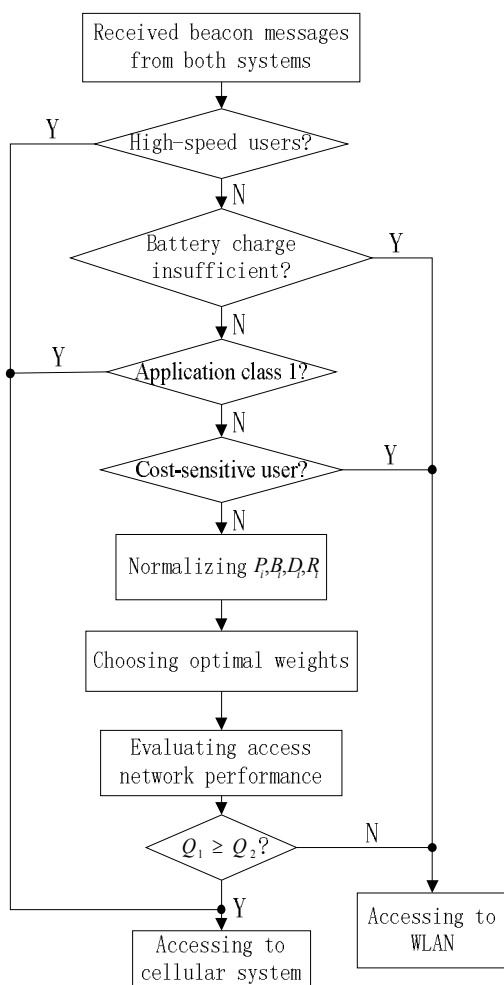 Received beacon messages
from both systems
Y
High-speed users?
N
Battery charge
insufficient?
Y
N
Y
Application class 1?
N
Cost-sensitive user?
Y
N
Normalizing P_i,B_i,D_i,R_i
Choosing optimal weights
Evaluating access
network performance
Q_1 ≥ Q_2?
N
Y
Accessing to
WLAN
Accessing to
cellular system